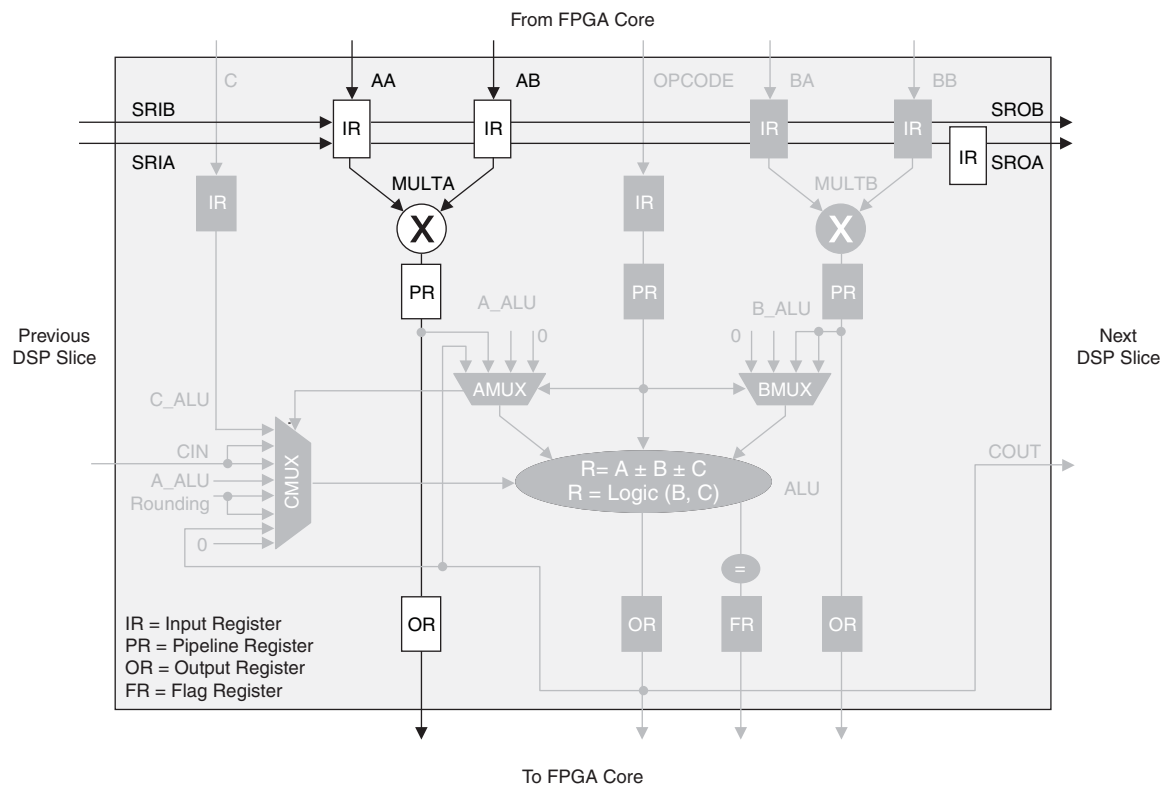 From FPGA Core
C
AA
AB
OPCODE
BA
BB
SRIB
IR
IR
IR
IR
SROB
SRIA
IR
SROA
MULTA
MULTB
IR
IR
X
X
PR
PR
PR
A_ALU
B_ALU
0
0
Previous
DSP Slice
Next
DSP Slice
AMUX
BMUX
C_ALU
CIN
A_ALU
Rounding
0
CMUX
R= A ± B ± C
R = Logic (B, C)
ALU
COUT
=
IR = Input Register
PR = Pipeline Register
OR = Output Register
FR = Flag Register
OR
OR
FR
OR
To FPGA Core